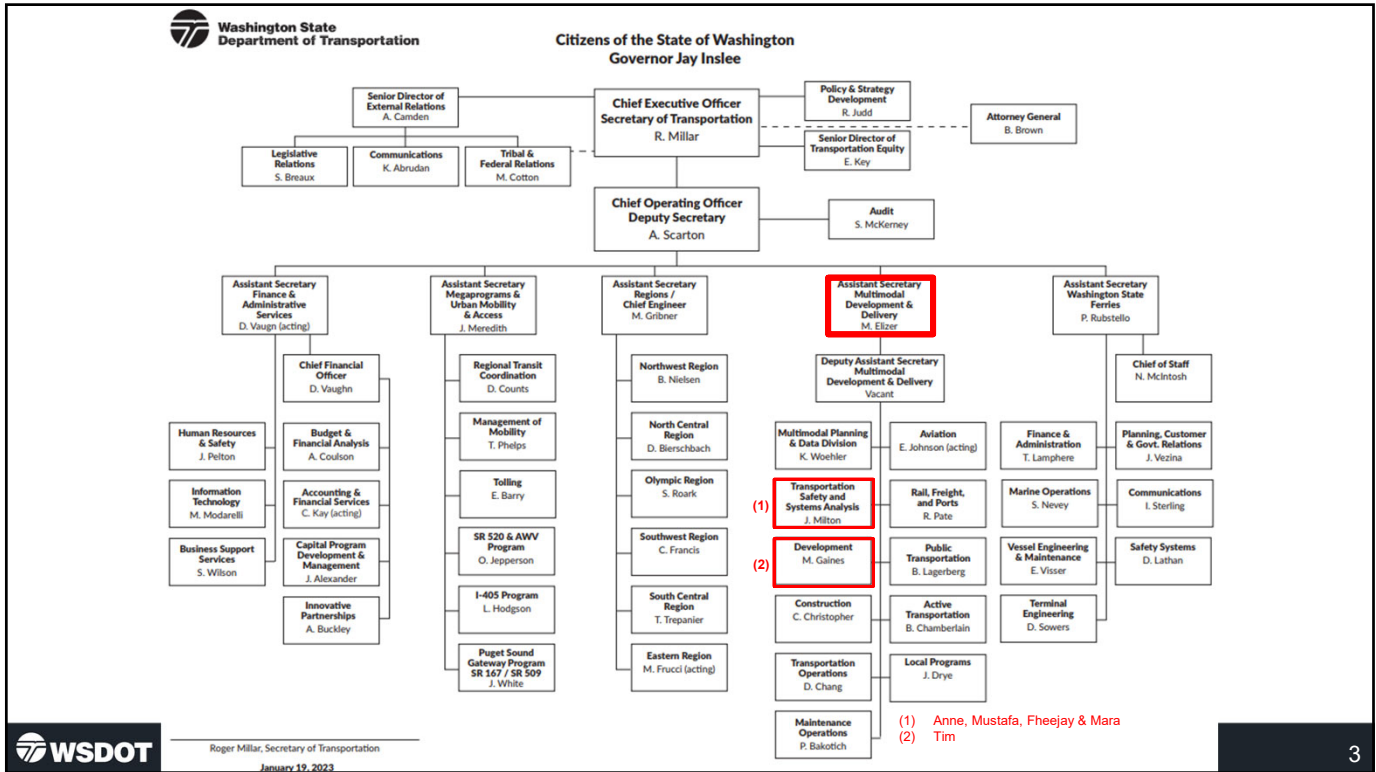 Washington State
Department of Transportation
Citizens of the State of Washington
Governor Jay Inslee
Senior Director of
External Relations
A. Camden
Chief Executive Officer
Secretary of Transportation
R. Millar
Policy & Strategy
Development
R. Judd
Attorney General
B. Brown
Senior Director of
Transportation Equity
E. Key
Legislative
Relations
S. Breaux
Communications
K. Abrudan
Tribal &
Federal Relations
M. Cotton
Chief Operating Officer
Deputy Secretary
A. Scarton
Audit
S. McKerney
Assistant Secretary
Finance &
Administrative
Services
D. Vaugn (acting)
Assistant Secretary
Megaprograms &
Urban Mobility
& Access
J. Meredith
Assistant Secretary
Regions /
Chief Engineer
M. Gribner
Assistant Secretary
Multimodal
Development &
Delivery
M. Elizer
Assistant Secretary
Washington State
Ferries
P. Rubstello
Chief Financial
Officer
D. Vaughn
Human Resources
& Safety
J. Pelton
Budget &
Financial Analysis
A. Coulson
Information
Technology
M. Modarelli
Accounting &
Financial Services
C. Kay (acting)
Business Support
Services
S. Wilson
Capital Program
Development &
Management
J. Alexander
Innovative
Partnerships
A. Buckley
Regional Transit
Coordination
D. Counts
Management of
Mobility
T. Phelps
Tolling
E. Barry
SR 520 & AWV
Program
O. Jepperson
I-405 Program
L. Hodgson
Puget Sound
Gateway Program
SR 167 / SR 509
J. White
Northwest Region
B. Nielsen
North Central
Region
D. Bierschbach
Olympic Region
S. Roark
Southwest Region
C. Francis
South Central
Region
T. Trepanier
Eastern Region
M. Frucci (acting)
Deputy Assistant Secretary
Multimodal
Development & Delivery
Vacant
Multimodal Planning
& Data Division
K. Woehler
Aviation
E. Johnson (acting)
(1)
Transportation
Safety and
Systems Analysis
J. Milton
Rail, Freight,
and Ports
R. Pate
(2)
Development
M. Gaines
Public
Transportation
B. Lagerberg
Construction
C. Christopher
Active
Transportation
B. Chamberlain
Transportation
Operations
D. Chang
Local Programs
J. Drye
Maintenance
Operations
P. Bakotich
Chief of Staff
N. McIntosh
Finance &
Administration
T. Lamphere
Planning, Customer
& Govt. Relations
J. Vezina
Marine Operations
S. Nevey
Communications
I. Sterling
Vessel Engineering
& Maintenance
E. Visser
Safety Systems
D. Lathan
Terminal
Engineering
D. Sowers
(1) Anne, Mustafa, Fheejay & Mara
(2) Tim
WSDOT
Roger Millar, Secretary of Transportation
January 19, 2023
3